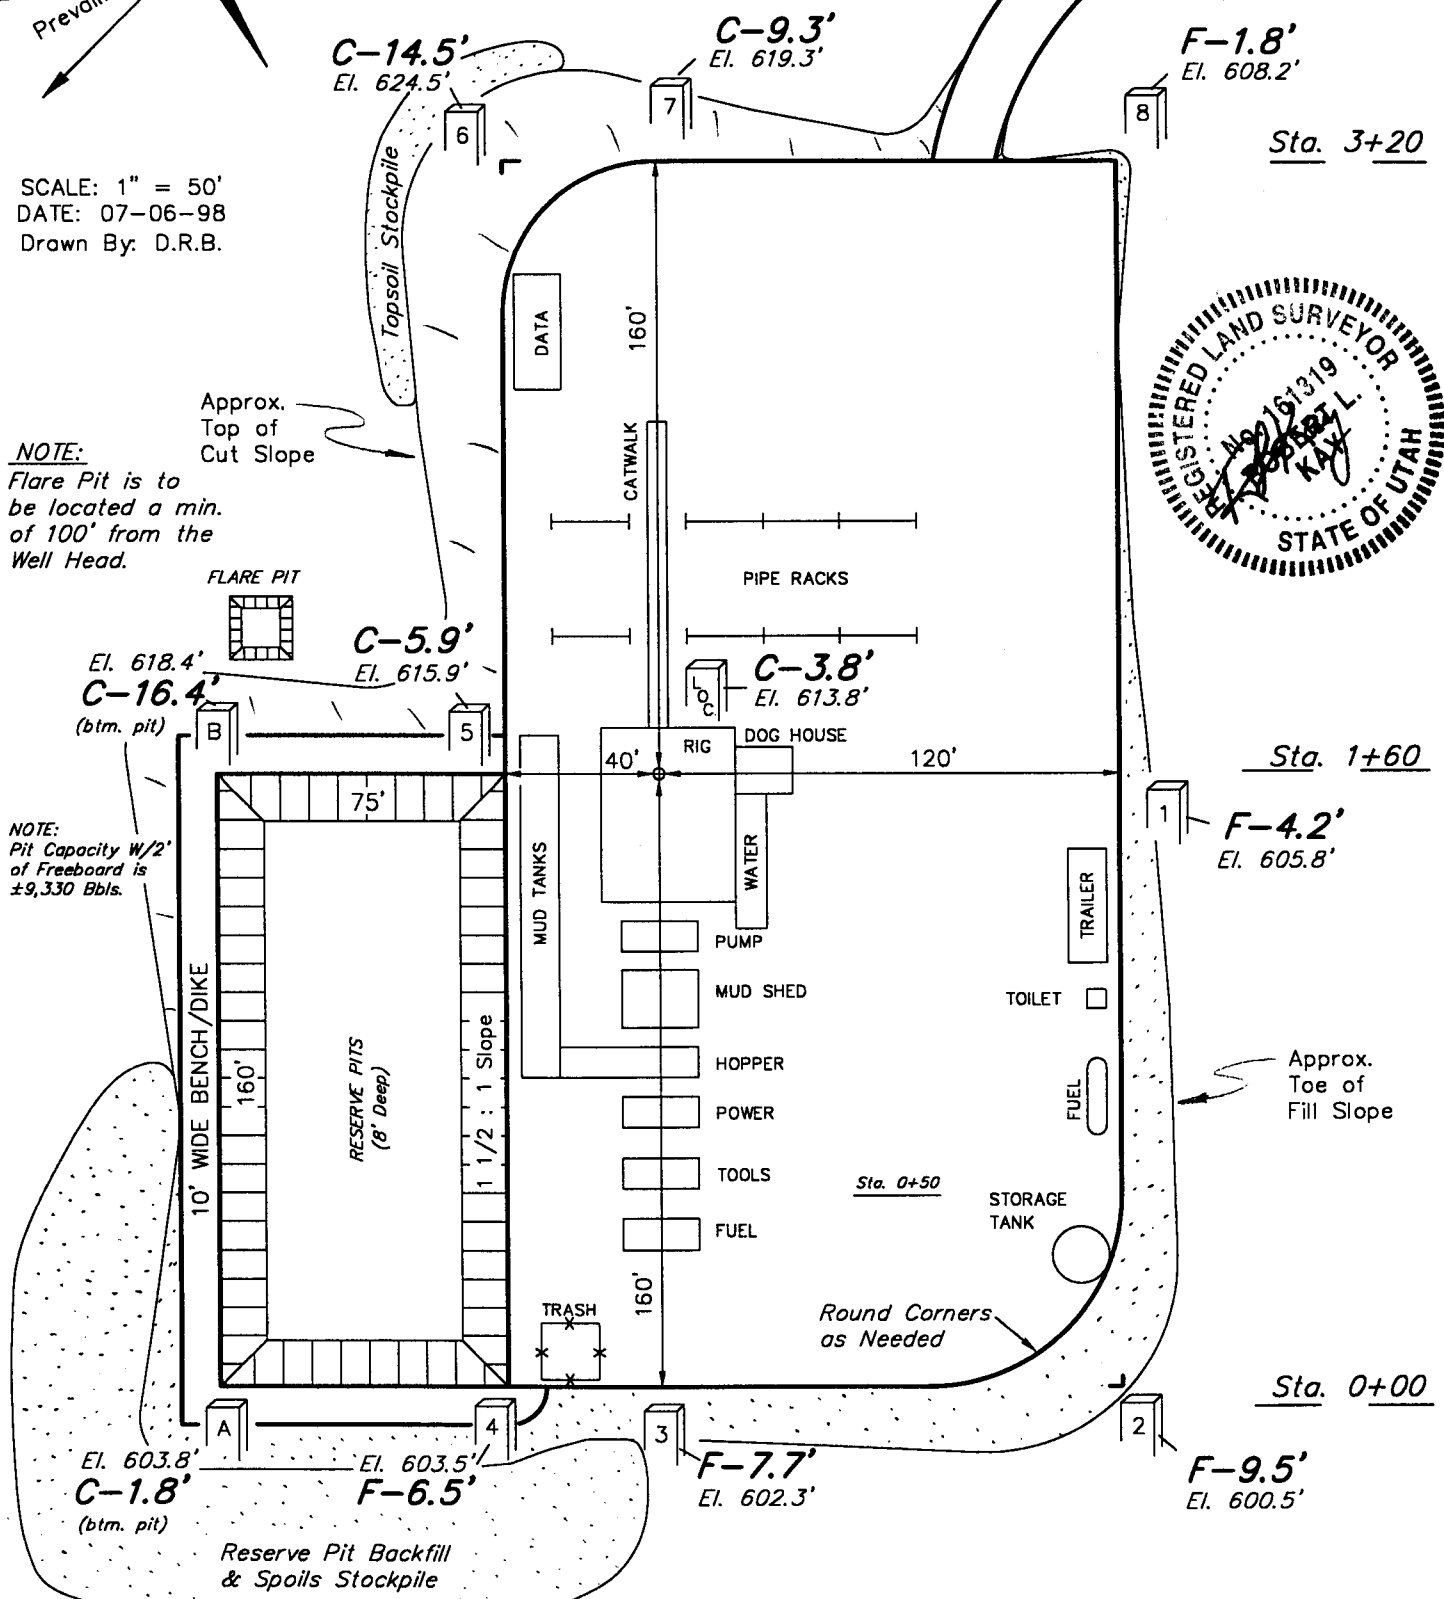 Prevail
C-14.5'
El. 624.5'
C-9.3'
El. 619.3'
F-1.8'
El. 608.2'
6
7
8
Sta. 3+20
SCALE: 1" = 50'
DATE: 07-06-98
Drawn By: D.R.B.
Topsoil Stockpile
DATA
160'
REGISTERED LAND SURVEYOR
No. 161319
ROBERT L.
KAY
STATE OF UTAH
Approx.
Top of
Cut Slope
CATWALK
NOTE:
Flare Pit is to
be located a min.
of 100' from the
Well Head.
FLARE PIT
PIPE RACKS
C-5.9'
El. 615.9'
El. 618.4'
C-16.4'
(btm. pit)
B
5
LOC.
C-3.8'
El. 613.8'
RIG
DOG HOUSE
40'
120'
Sta. 1+60
75'
1
F-4.2'
El. 605.8'
NOTE:
Pit Capacity W/2'
of Freeboard is
±9,330 Bbls.
MUD TANKS
WATER
TRAILER
PUMP
MUD SHED
TOILET
10' WIDE BENCH/DIKE
160'
RESERVE PITS
(8' Deep)
1 1/2 : 1 Slope
HOPPER
POWER
FUEL
Approx.
Toe of
Fill Slope
TOOLS
Sta. 0+50
STORAGE
TANK
FUEL
160'
TRASH
Round Corners
as Needed
Sta. 0+00
A
4
3
2
El. 603.8'
C-1.8'
(btm. pit)
El. 603.5'
F-6.5'
F-7.7'
El. 602.3'
F-9.5'
El. 600.5'
Reserve Pit Backfill
& Spoils Stockpile